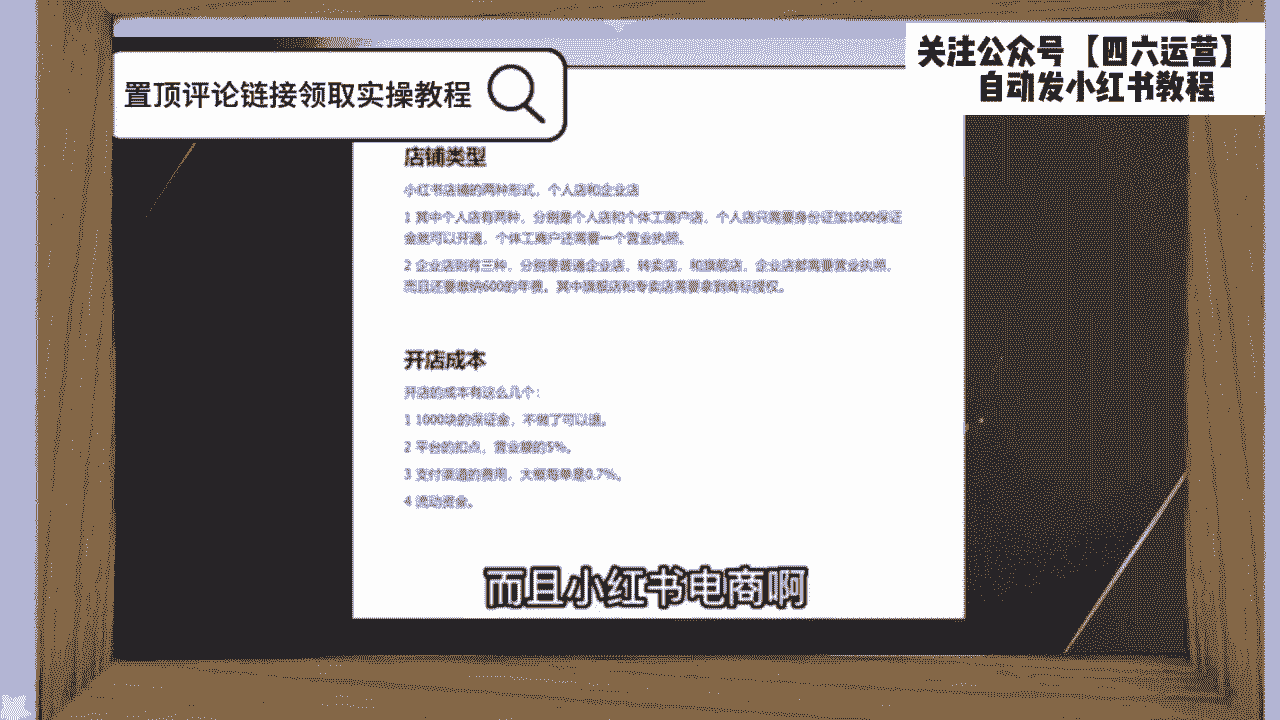 关注公众号【四六运营】
自动发小红书教程
置顶评论链接领取实操教程
店铺类型
小红书店铺的两种形式，个人店和企业店
1 其中个人店有两种，分别是个人店和个体工商户店，个人店只需要身份证加1000保证
金就可以开通，个体工商户还需要一个营业执照。
2 企业店则有三种，分别是普通企业店，转卖店，和旗舰店，企业店都需要营业执照，
而且还要缴纳600的年费，其中旗舰店和专卖店需要拿到商标授权。
开店成本
开店的成本有这么几个：
1 1000块的保证金，不做了可以退。
2 平台的扣点，营业额的5%。
3 支付渠道的费用，大概每单是0.7%。
4 流动资金。
而且小红书电商啊